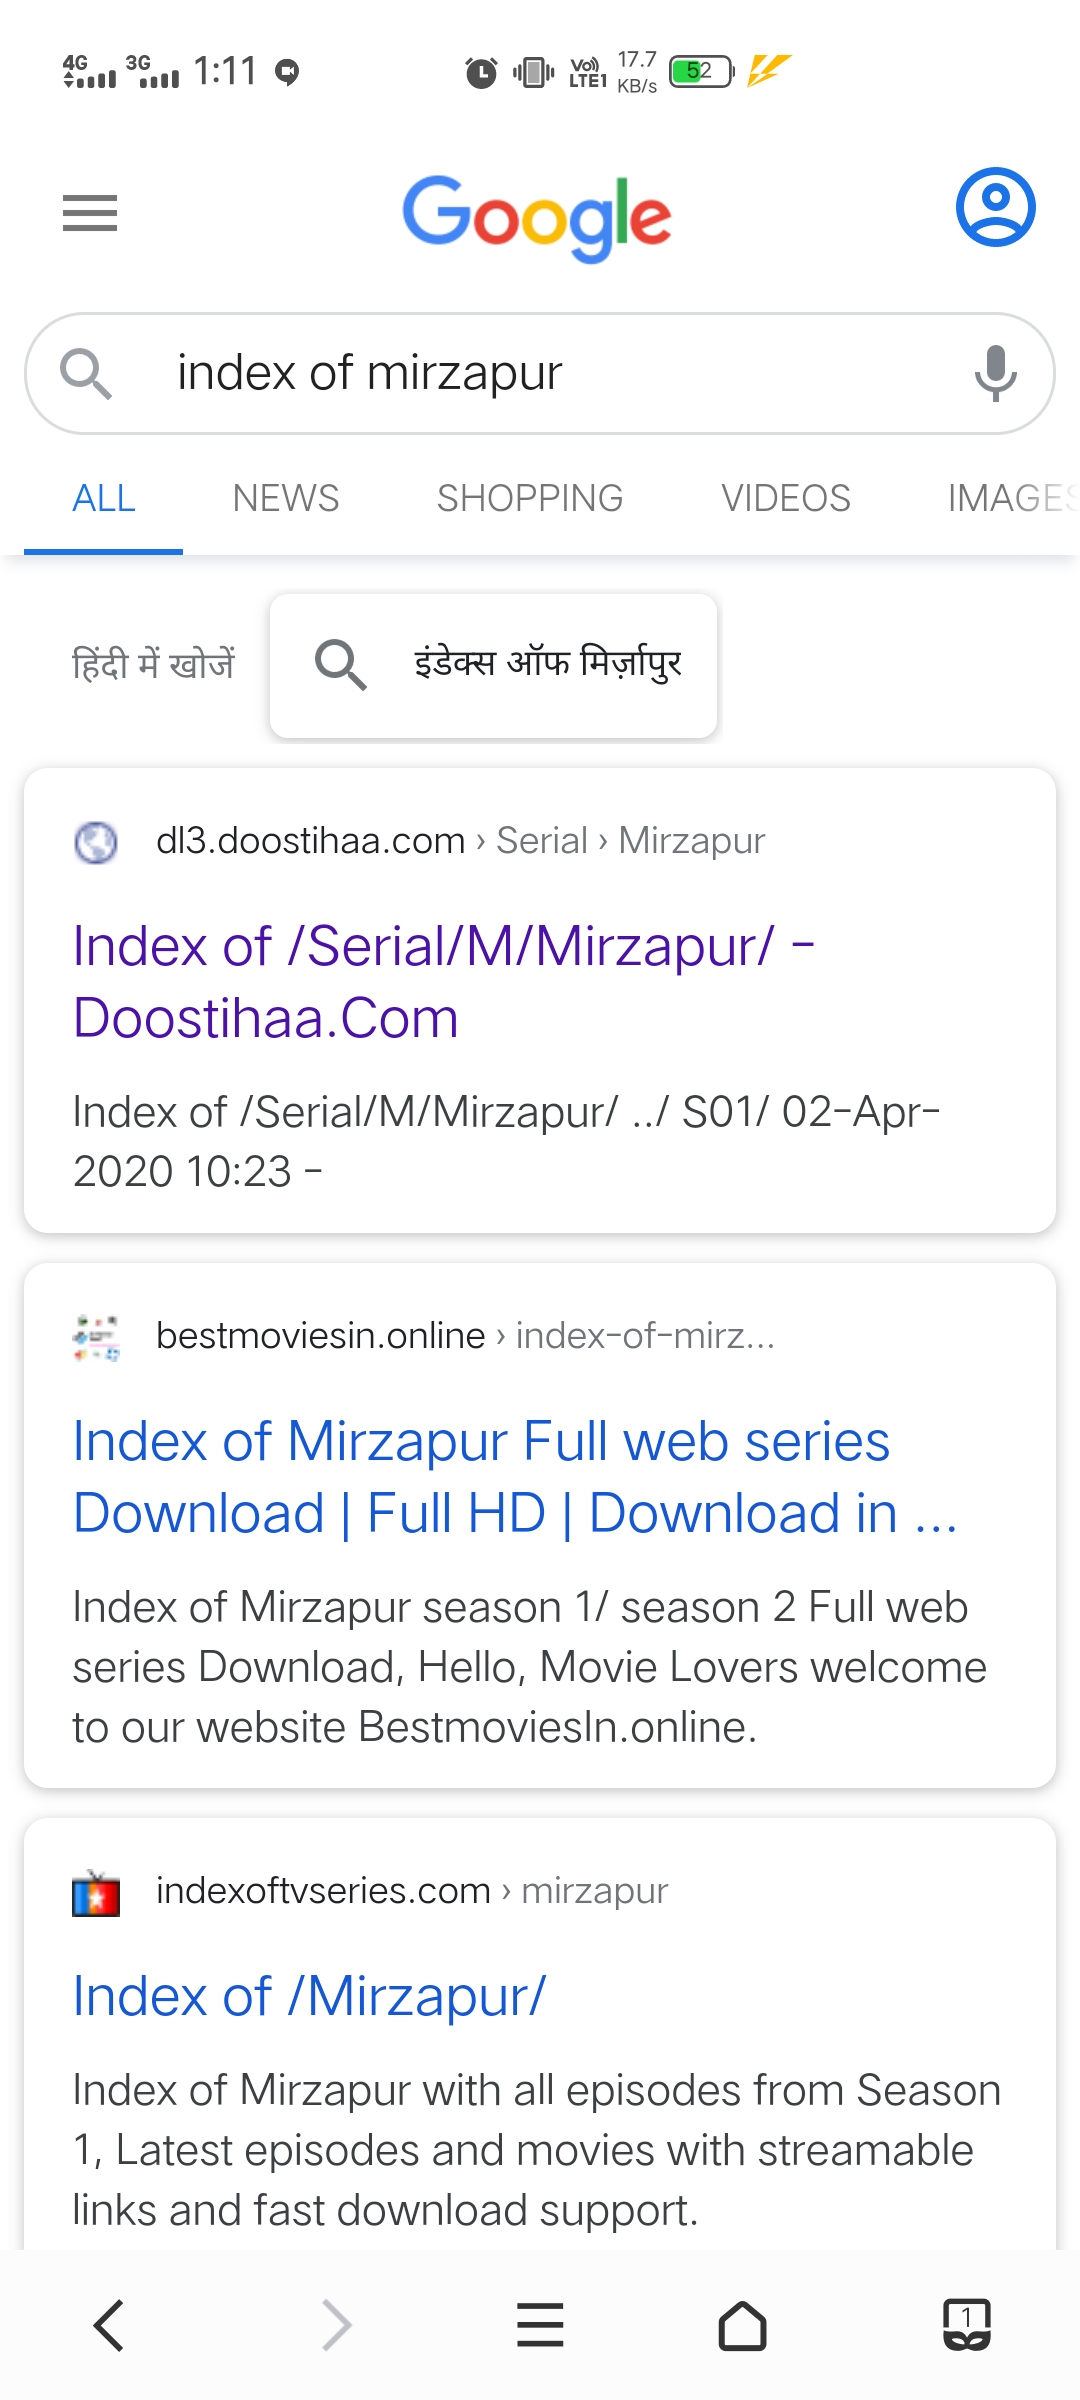 4G 3G 1:11 Vo)) LTE1 17.7 KB/s 52
Google
index of mirzapur
ALL NEWS SHOPPING VIDEOS IMAGES
हिंदी में खोजें इंडेक्स ऑफ मिर्ज़ापुर
dl3.doostihaa.com › Serial › Mirzapur
Index of /Serial/M/Mirzapur/ -
Doostihaa.Com
Index of /Serial/M/Mirzapur/ ../ S01/ 02-Apr-
2020 10:23 -
bestmoviesin.online › index-of-mirz...
Index of Mirzapur Full web series
Download | Full HD | Download in ...
Index of Mirzapur season 1/ season 2 Full web
series Download, Hello, Movie Lovers welcome
to our website BestmoviesIn.online.
indexoftvseries.com › mirzapur
Index of /Mirzapur/
Index of Mirzapur with all episodes from Season
1, Latest episodes and movies with streamable
links and fast download support.
1